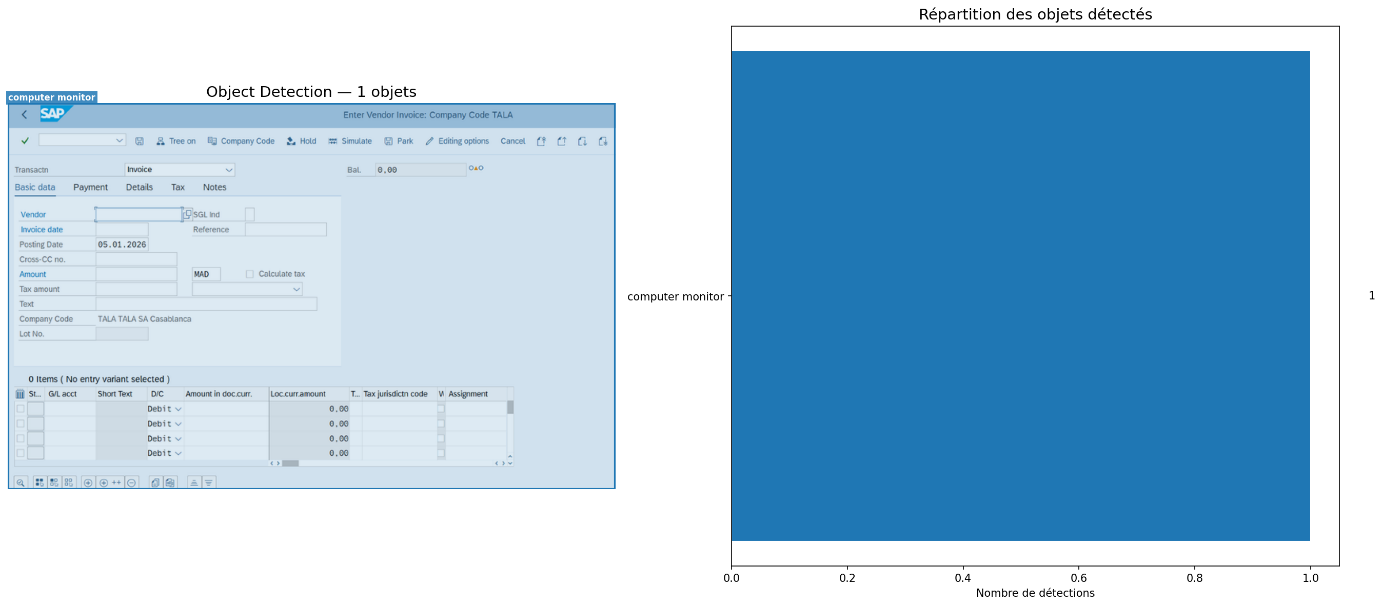 Object Detection — 1 objets
computer monitor
SAP Enter Vendor Invoice: Company Code TALA
Tree on Company Code Hold Simulate Park Editing options Cancel
Transactn Invoice Bal. 0,00
Basic data Payment Details Tax Notes
Vendor SGL Ind
Invoice date Reference
Posting Date 05.01.2026
Cross-CC no.
Amount MAD Calculate tax
Tax amount
Text
Company Code TALA TALA SA Casablanca
Lot No.
0 Items ( No entry variant selected )
St... G/L acct Short Text D/C Amount in doc.curr. Loc.curr.amount T... Tax jurisdictn code W Assignment
Debit 0,00
Debit 0,00
Debit 0,00
Debit 0,00
Répartition des objets détectés
computer monitor
1
0.0 0.2 0.4 0.6 0.8 1.0
Nombre de détections